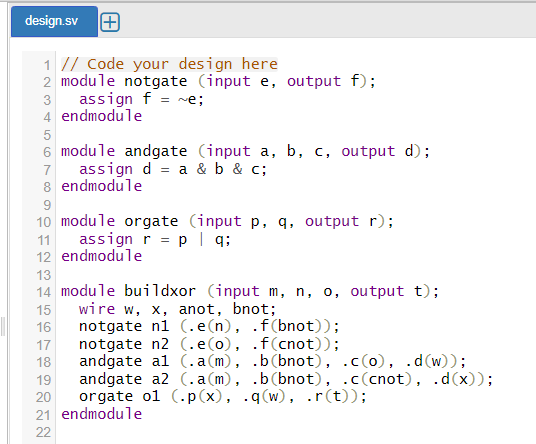 design.sv
1 // Code your design here
2 module notgate (input e, output f);
3   assign f = ~e;
4 endmodule
5
6 module andgate (input a, b, c, output d);
7   assign d = a & b & c;
8 endmodule
9
10 module orgate (input p, q, output r);
11   assign r = p | q;
12 endmodule
13
14 module buildxor (input m, n, o, output t);
15   wire w, x, anot, bnot;
16   notgate n1 (.e(n), .f(bnot));
17   notgate n2 (.e(o), .f(cnot));
18   andgate a1 (.a(m), .b(bnot), .c(o), .d(w));
19   andgate a2 (.a(m), .b(bnot), .c(cnot), .d(x));
20   orgate o1 (.p(x), .q(w), .r(t));
21 endmodule
22